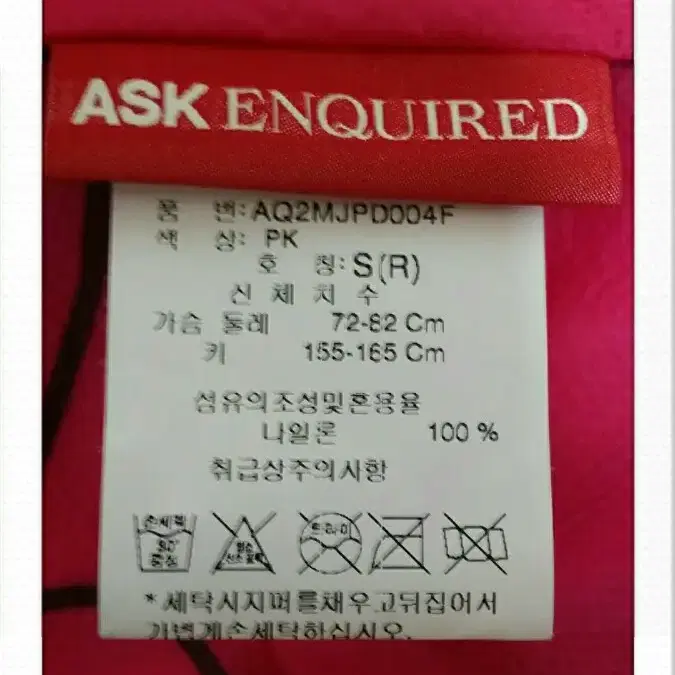 ASK ENQUIRED
품 번: AQ2MJPD004F
색 상: PK
호 칭: S(R)
신 체 치 수
가슴 둘레 72-82 Cm
키 155-165 Cm
섬유의조성및혼용율
나일론 100 %
취급상주의사항
손세탁
30°
중성
드라이
*세탁시지퍼를채우고뒤집어서
가볍게손세탁하십시오.